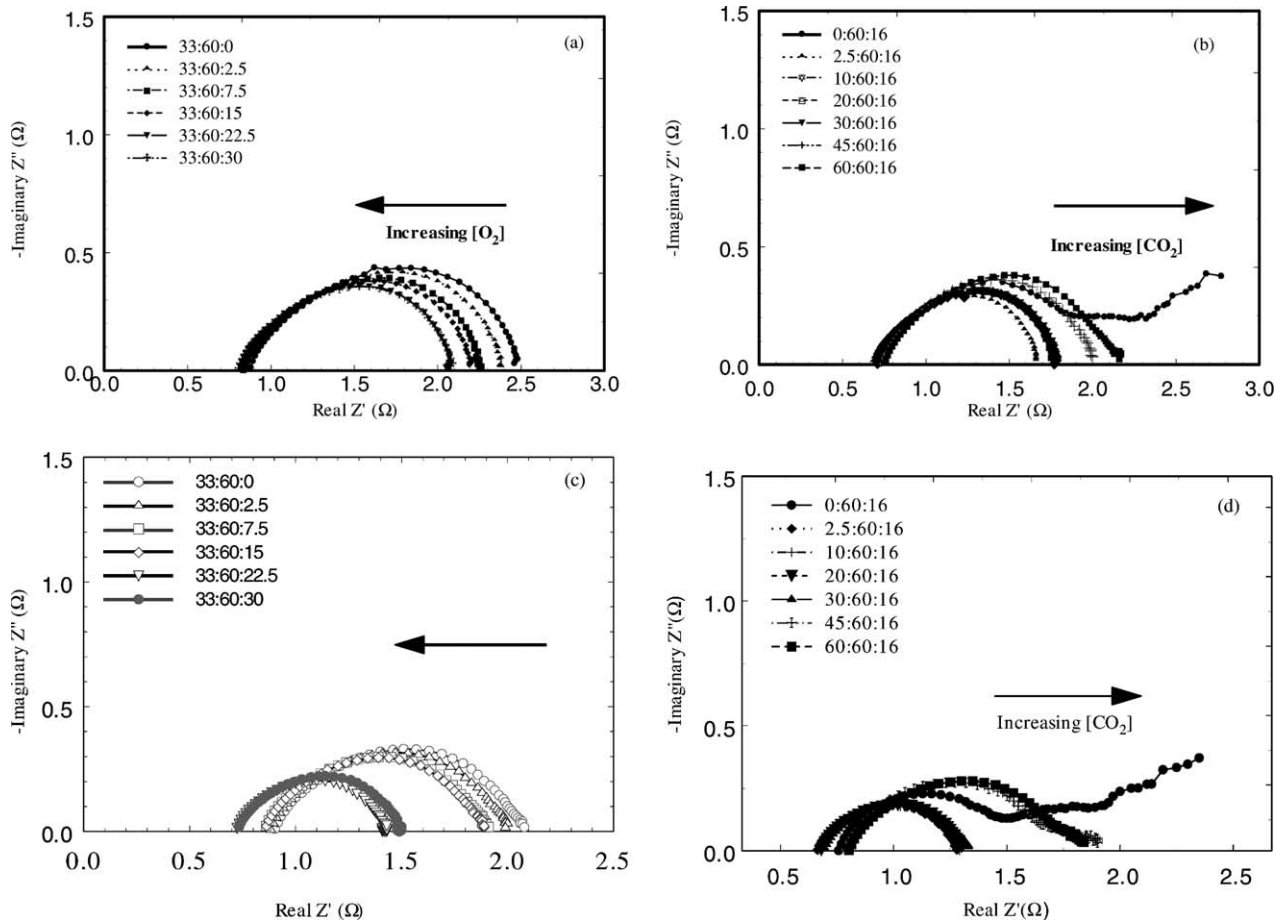 1.5
1.0
0.5
0.0
-Imaginary Z" (Ω)
(a)
33:60:0
33:60:2.5
33:60:7.5
33:60:15
33:60:22.5
33:60:30
Increasing [O₂]
0.0 0.5 1.0 1.5 2.0 2.5 3.0
Real Z' (Ω)
1.5
1.0
0.5
0.0
-Imaginary Z" (Ω)
(b)
0:60:16
2.5:60:16
10:60:16
20:60:16
30:60:16
45:60:16
60:60:16
Increasing [CO₂]
0.0 0.5 1.0 1.5 2.0 2.5 3.0
Real Z' (Ω)
1.5
1.0
0.5
0.0
-Imaginary Z" (Ω)
(c)
33:60:0
33:60:2.5
33:60:7.5
33:60:15
33:60:22.5
33:60:30
0.0 0.5 1.0 1.5 2.0 2.5
Real Z' (Ω)
1.5
1.0
0.5
0.0
-Imaginary Z"(Ω)
(d)
0:60:16
2.5:60:16
10:60:16
20:60:16
30:60:16
45:60:16
60:60:16
Increasing [CO₂]
0.5 1.0 1.5 2.0 2.5
Real Z'(Ω)